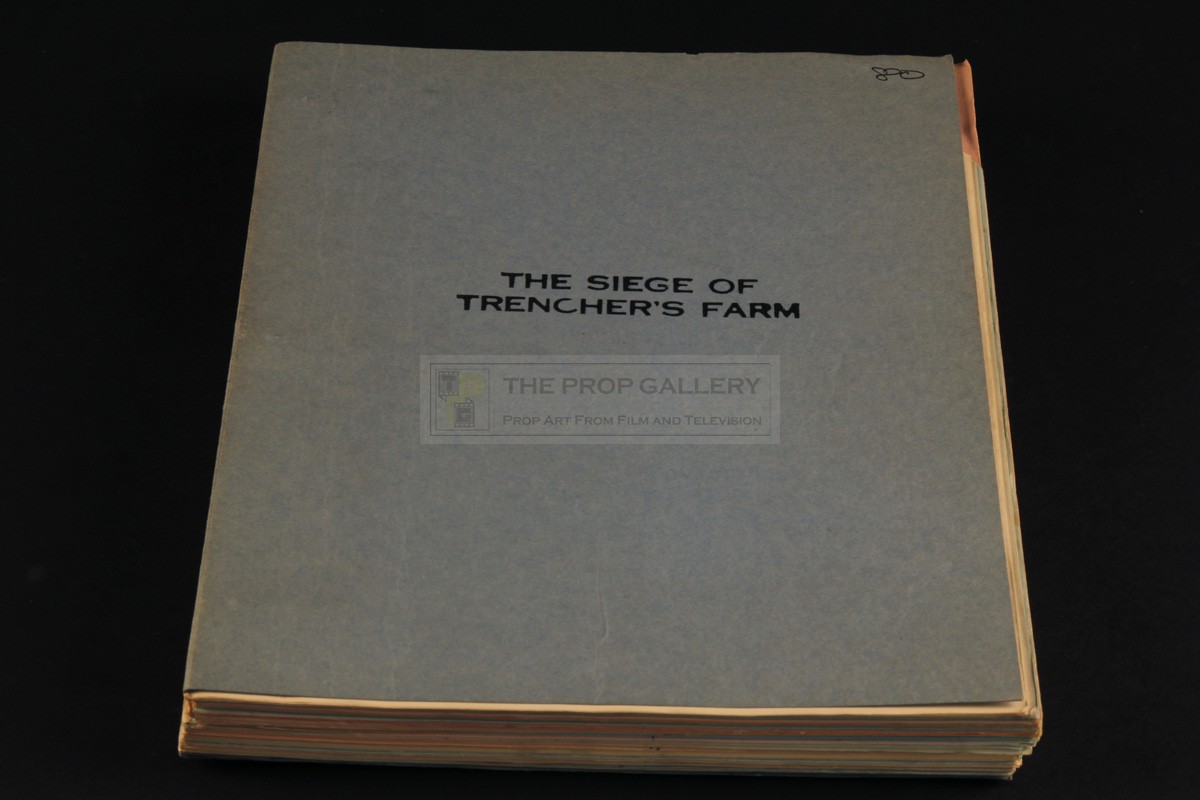 THE SIEGE OF
TRENCHER'S FARM
THE PROP GALLERY
PROP ART FROM FILM AND TELEVISION